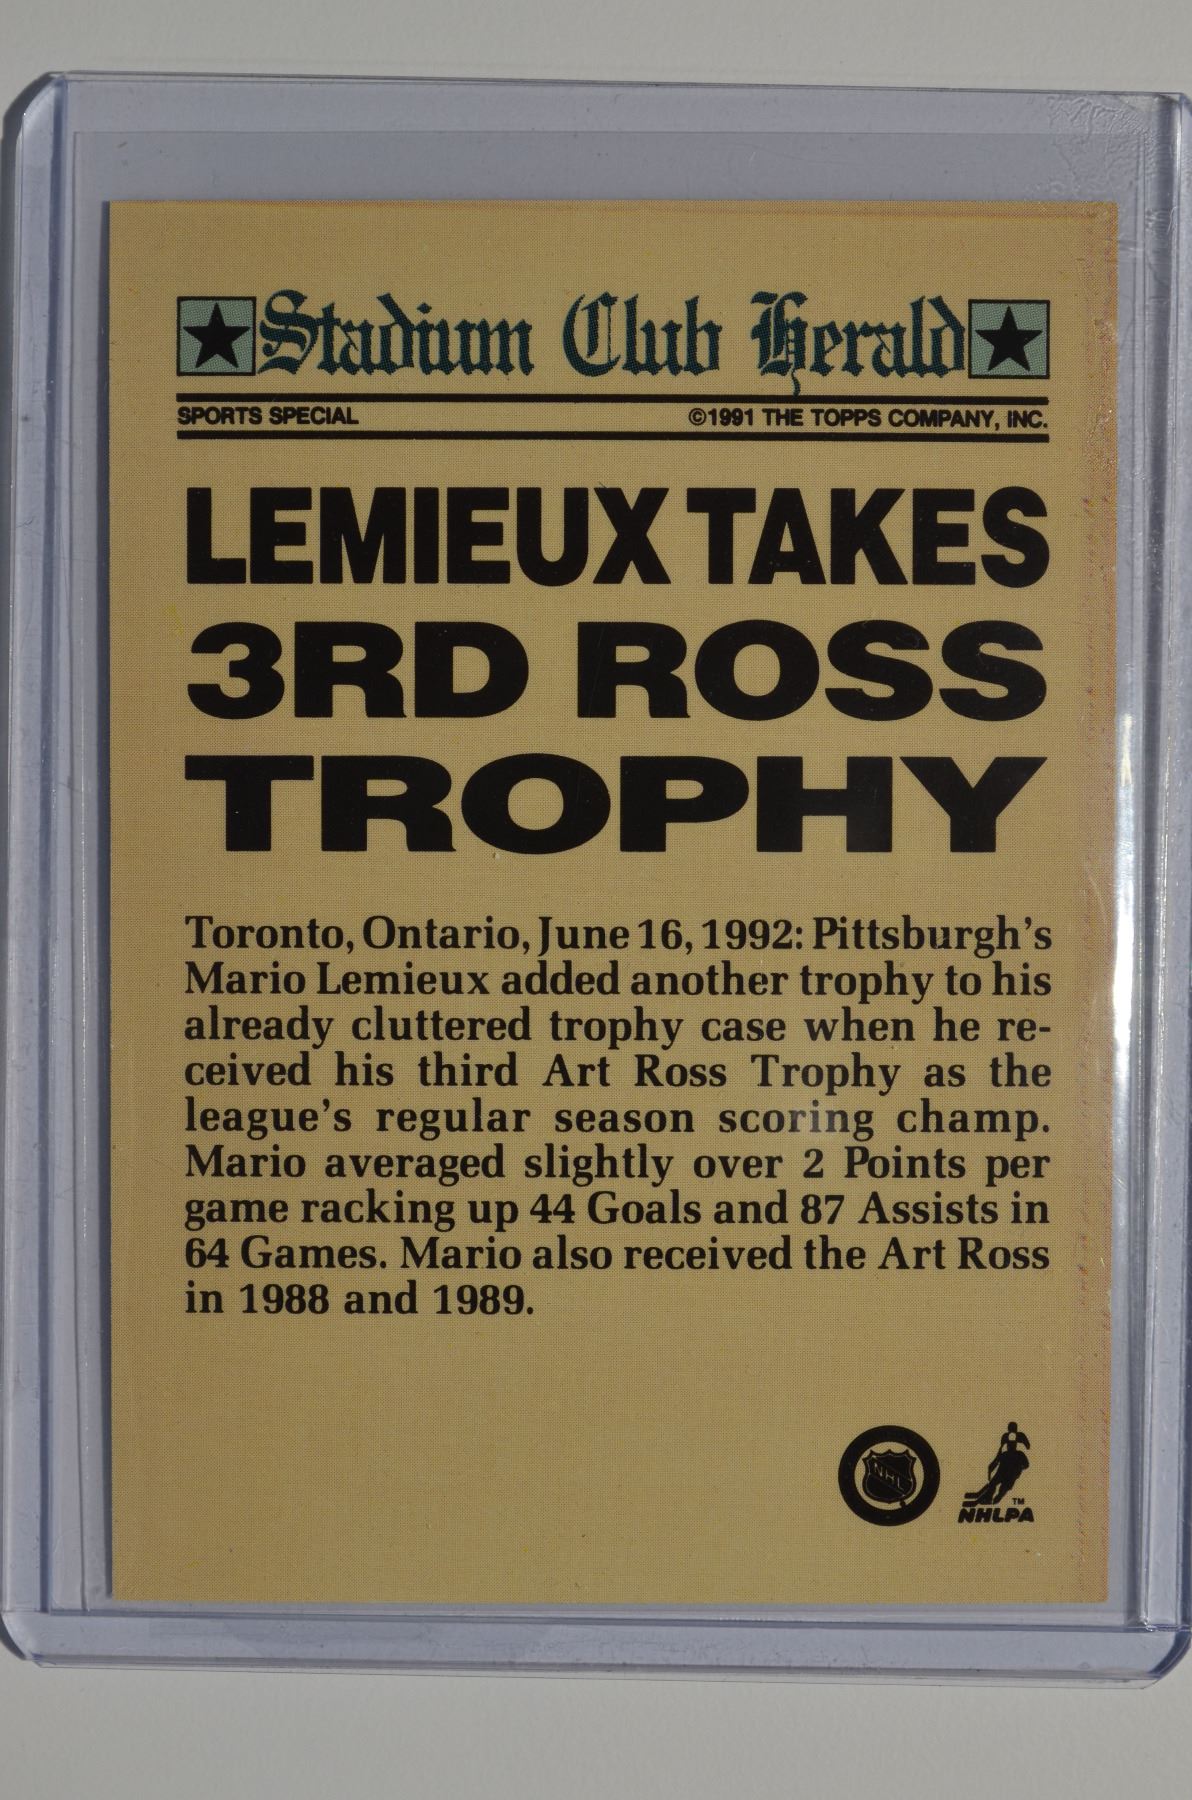 Stadium Club Herald
SPORTS SPECIAL ©1991 THE TOPPS COMPANY, INC.
LEMIEUX TAKES
3RD ROSS
TROPHY
Toronto, Ontario, June 16, 1992: Pittsburgh's
Mario Lemieux added another trophy to his
already cluttered trophy case when he re-
ceived his third Art Ross Trophy as the
league's regular season scoring champ.
Mario averaged slightly over 2 Points per
game racking up 44 Goals and 87 Assists in
64 Games. Mario also received the Art Ross
in 1988 and 1989.
NHL
TM
NHLPA